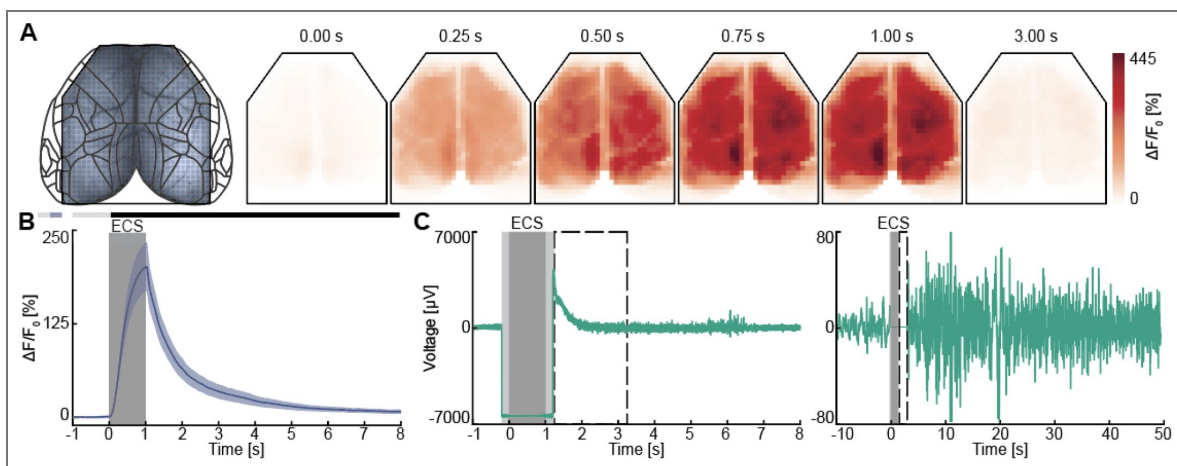 A
0.00 s
0.25 s
0.50 s
0.75 s
1.00 s
3.00 s
445
ΔF/F0 [%]
0
B
ECS
250
125
0
ΔF/F0 [%]
-1 0 1 2 3 4 5 6 7 8
Time [s]
C
ECS
7000
0
-7000
Voltage [µV]
-1 0 1 2 3 4 5 6 7 8
Time [s]
ECS
80
0
-80
-10 0 10 20 30 40 50
Time [s]